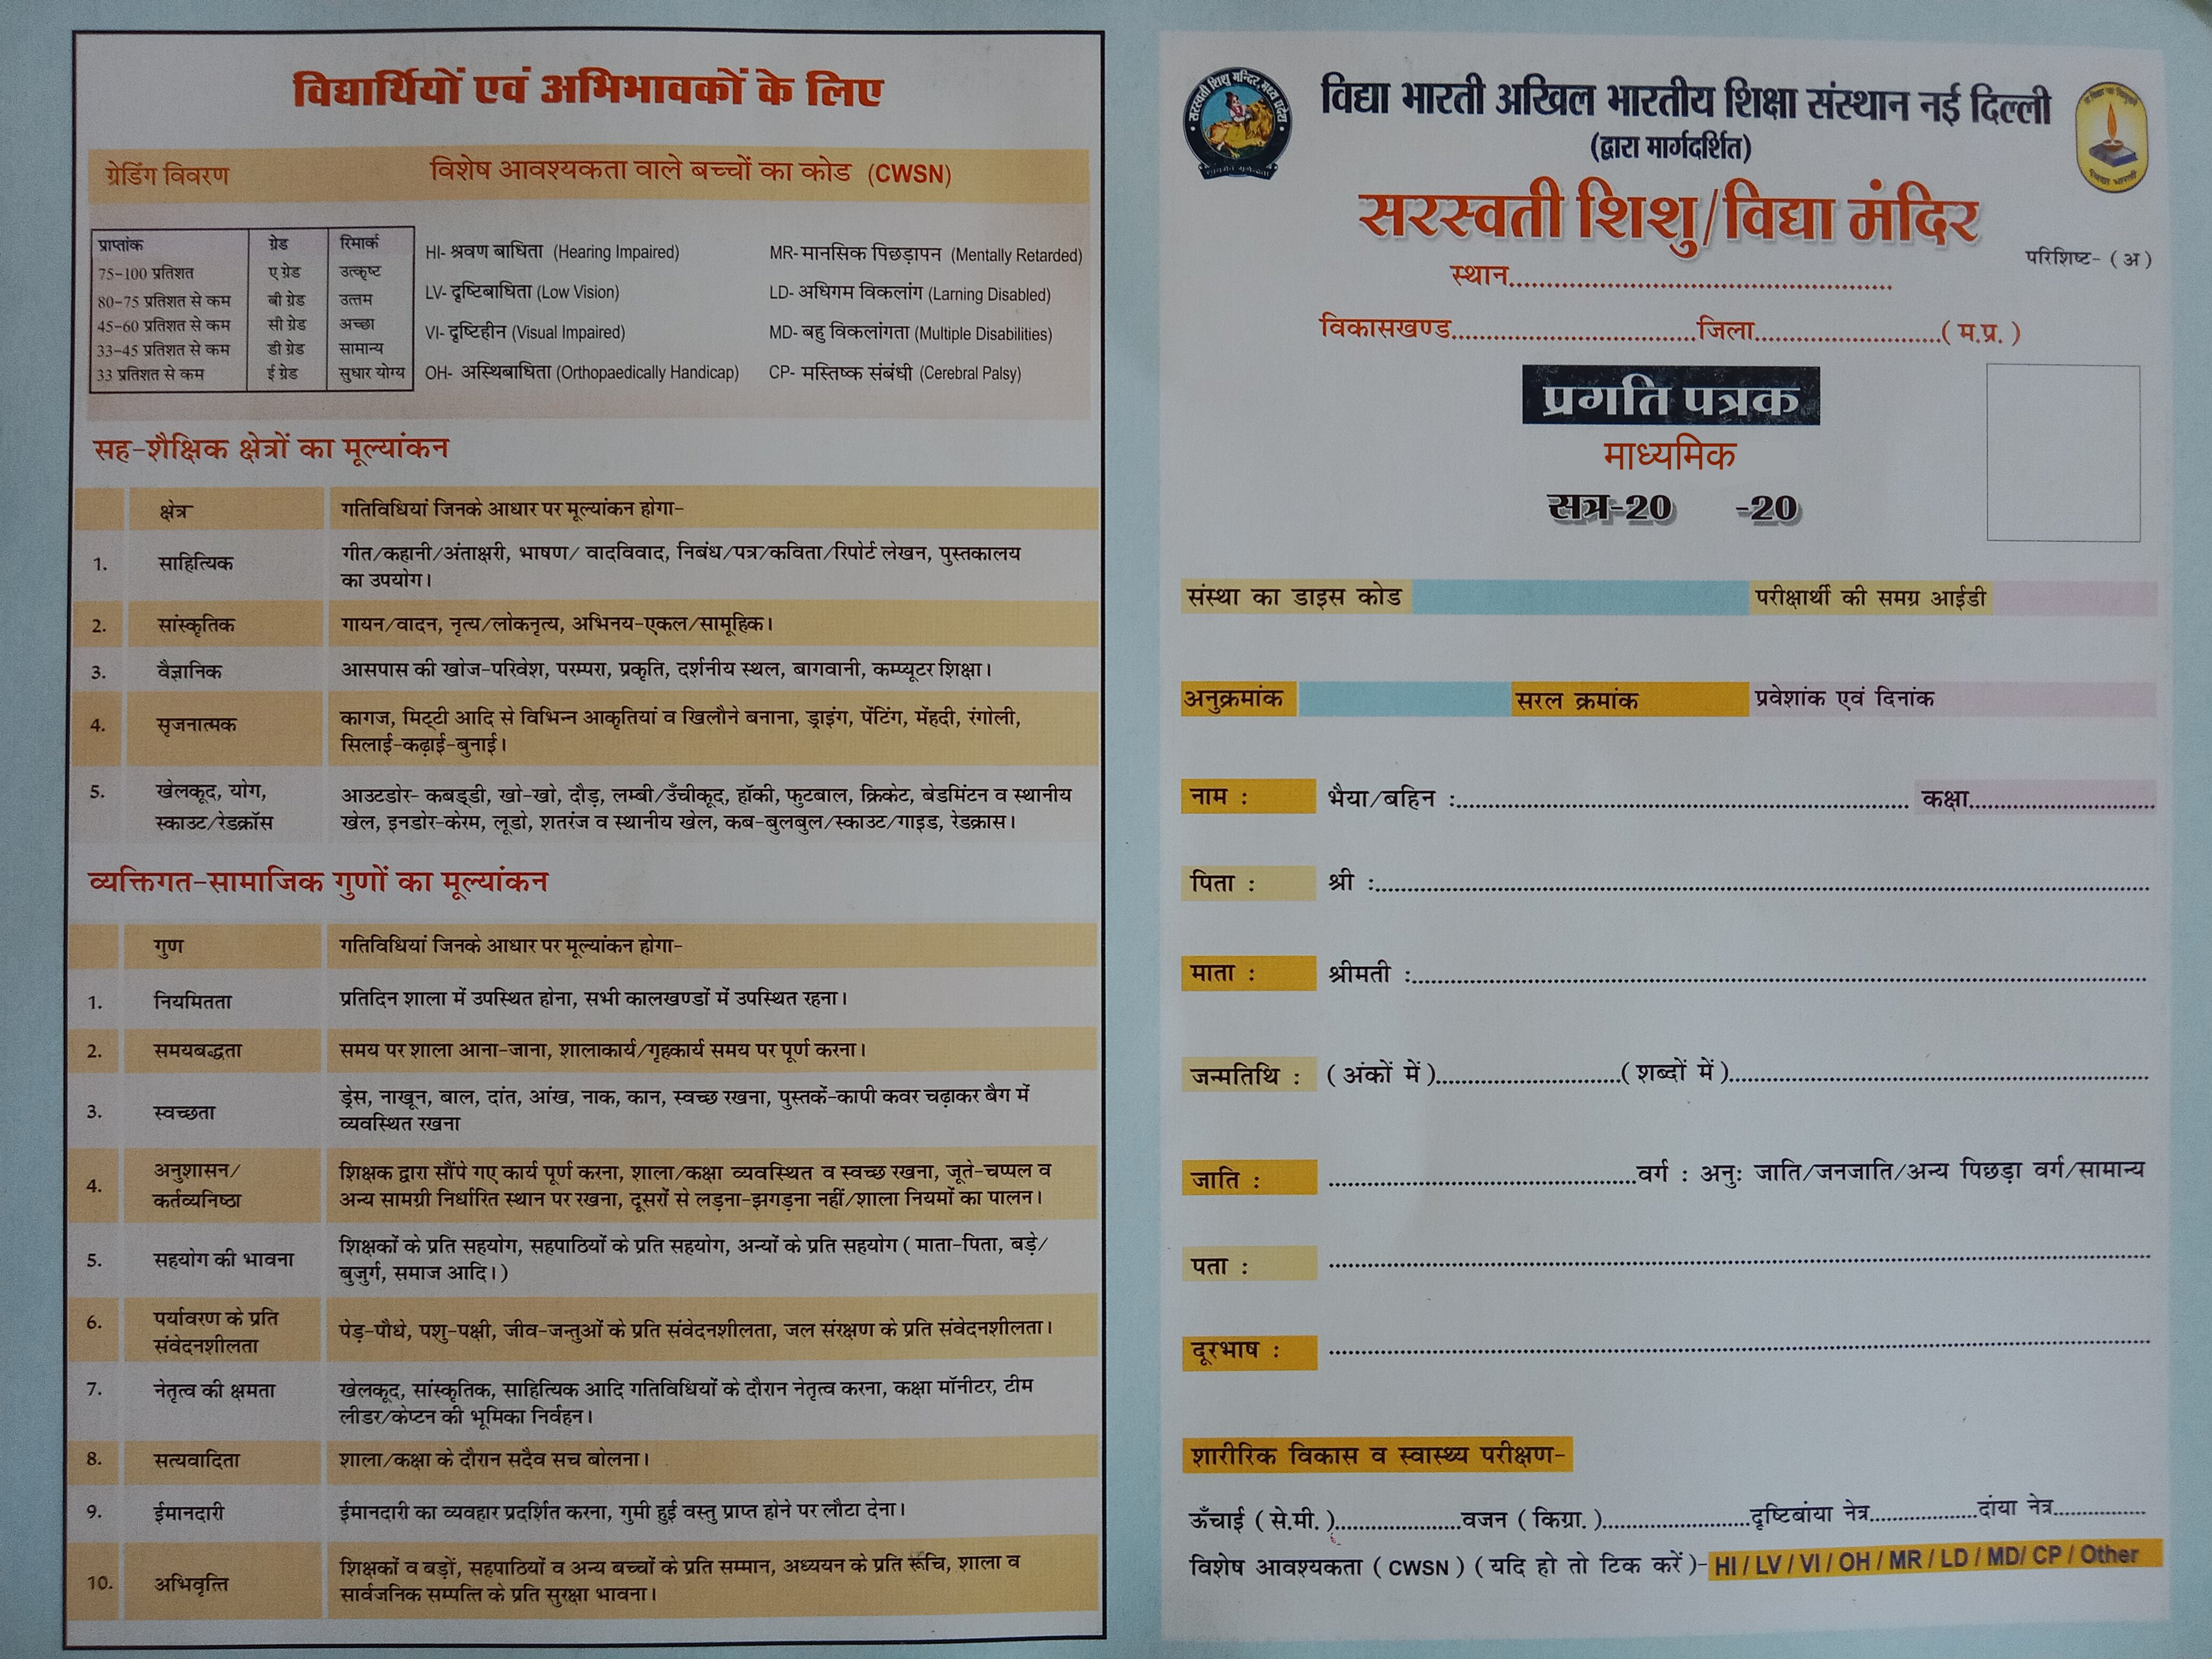 विद्यार्थियों एवं अभिभावकों के लिए
ग्रेडिंग विवरण
विशेष आवश्यकता वाले बच्चों का कोड (CWSN)
प्राप्तांक ग्रेड रिमार्क
75-100 प्रतिशत ए ग्रेड उत्कृष्ट
80-75 प्रतिशत से कम बी ग्रेड उत्तम
45-60 प्रतिशत से कम सी ग्रेड अच्छा
33-45 प्रतिशत से कम डी ग्रेड सामान्य
33 प्रतिशत से कम ई ग्रेड सुधार योग्य
HI- श्रवण बाधिता (Hearing Impaired) MR- मानसिक पिछड़ापन (Mentally Retarded)
LV- दृष्टिबाधिता (Low Vision) LD- अधिगम विकलांग (Larning Disabled)
VI- दृष्टिहीन (Visual Impaired) MD- बहु विकलांगता (Multiple Disabilities)
OH- अस्थिबाधिता (Orthopaedically Handicap) CP- मस्तिष्क संबंधी (Cerebral Palsy)
सह-शैक्षिक क्षेत्रों का मूल्यांकन
क्षेत्र गतिविधियां जिनके आधार पर मूल्यांकन होगा-
1. साहित्यिक गीत/कहानी/अंताक्षरी, भाषण/ वादविवाद, निबंध/पत्र/कविता/रिपोर्ट लेखन, पुस्तकालय
का उपयोग।
2. सांस्कृतिक गायन/वादन, नृत्य/लोकनृत्य, अभिनय-एकल/सामूहिक।
3. वैज्ञानिक आसपास की खोज-परिवेश, परम्परा, प्रकृति, दर्शनीय स्थल, बागवानी, कम्प्यूटर शिक्षा।
4. सृजनात्मक कागज, मिट्टी आदि से विभिन्न आकृतियां व खिलौने बनाना, ड्राइंग, पेंटिंग, मेंहदी, रंगोली,
सिलाई-कढ़ाई-बुनाई।
5. खेलकूद, योग, आउटडोर- कबड्डी, खो-खो, दौड़, लम्बी/उँचीकूद, हॉकी, फुटबाल, क्रिकेट, बेडमिंटन व स्थानीय
स्काउट/रेडक्रॉस खेल, इनडोर-केरम, लूडो, शतरंज व स्थानीय खेल, कब-बुलबुल/स्काउट/गाइड, रेडक्रास।
व्यक्तिगत-सामाजिक गुणों का मूल्यांकन
गुण गतिविधियां जिनके आधार पर मूल्यांकन होगा-
1. नियमितता प्रतिदिन शाला में उपस्थित होना, सभी कालखण्डों में उपस्थित रहना।
2. समयबद्धता समय पर शाला आना-जाना, शालाकार्य/गृहकार्य समय पर पूर्ण करना।
3. स्वच्छता ड्रेस, नाखून, बाल, दांत, आंख, नाक, कान, स्वच्छ रखना, पुस्तकें-कापी कवर चढ़ाकर बैग में
व्यवस्थित रखना
4. अनुशासन/ शिक्षक द्वारा सौंपे गए कार्य पूर्ण करना, शाला/कक्षा व्यवस्थित व स्वच्छ रखना, जूते-चप्पल व
कर्तव्यनिष्ठा अन्य सामग्री निर्धारित स्थान पर रखना, दूसरों से लड़ना-झगड़ना नहीं/शाला नियमों का पालन।
5. सहयोग की भावना शिक्षकों के प्रति सहयोग, सहपाठियों के प्रति सहयोग, अन्यों के प्रति सहयोग ( माता-पिता, बड़े/
बुजुर्ग, समाज आदि।)
6. पर्यावरण के प्रति पेड़-पौधे, पशु-पक्षी, जीव-जन्तुओं के प्रति संवेदनशीलता, जल संरक्षण के प्रति संवेदनशीलता।
संवेदनशीलता
7. नेतृत्व की क्षमता खेलकूद, सांस्कृतिक, साहित्यिक आदि गतिविधियों के दौरान नेतृत्व करना, कक्षा मॉनीटर, टीम
लीडर/केप्टन की भूमिका निर्वहन।
8. सत्यवादिता शाला/कक्षा के दौरान सदैव सच बोलना।
9. ईमानदारी ईमानदारी का व्यवहार प्रदर्शित करना, गुमी हुई वस्तु प्राप्त होने पर लौटा देना।
10. अभिवृत्ति शिक्षकों व बड़ों, सहपाठियों व अन्य बच्चों के प्रति सम्मान, अध्ययन के प्रति रूचि, शाला व
सार्वजनिक सम्पत्ति के प्रति सुरक्षा भावना।
सरस्वती शिशु मन्दिर, मध्य प्रदेश
विद्या भारती अखिल भारतीय शिक्षा संस्थान नई दिल्ली
(द्वारा मार्गदर्शित)
सरस्वती शिशु/विद्या मंदिर
परिशिष्ट- ( अ )
स्थान
विकासखण्ड जिला ( म.प्र. )
प्रगति पत्रक
माध्यमिक
सत्र-20 -20
संस्था का डाइस कोड परीक्षार्थी की समग्र आईडी
अनुक्रमांक सरल क्रमांक प्रवेशांक एवं दिनांक
नाम : भैया/बहिन : कक्षा
पिता : श्री :
माता : श्रीमती :
जन्मतिथि : ( अंकों में ) ( शब्दों में )
जाति : वर्ग : अनुः जाति/जनजाति/अन्य पिछड़ा वर्ग/सामान्य
पता :
दूरभाष :
शारीरिक विकास व स्वास्थ्य परीक्षण-
ऊँचाई ( से.मी. ) वजन ( किग्रा. ) दृष्टिबांया नेत्र दांया नेत्र
विशेष आवश्यकता ( CWSN ) ( यदि हो तो टिक करें )- HI / LV / VI / OH / MR / LD / MD/ CP / Other